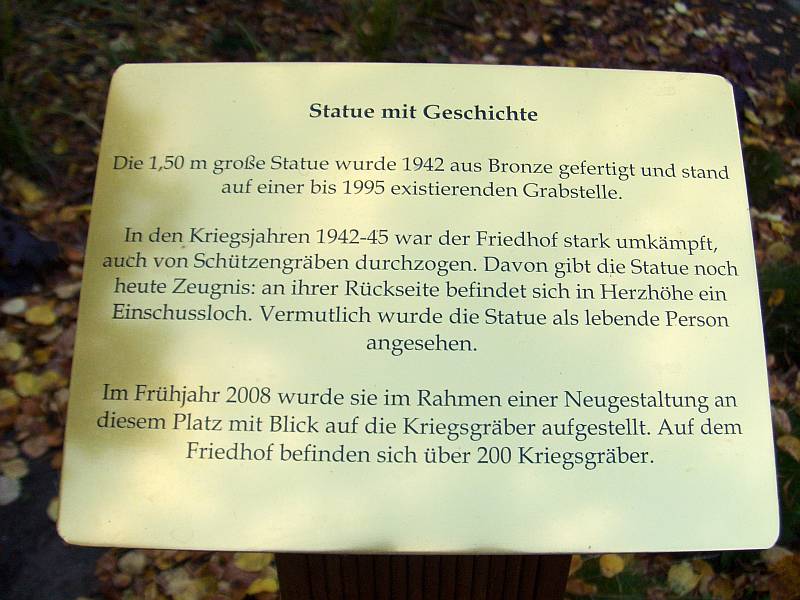 Statue mit Geschichte
Die 1,50 m große Statue wurde 1942 aus Bronze gefertigt und stand
auf einer bis 1995 existierenden Grabstelle.
In den Kriegsjahren 1942-45 war der Friedhof stark umkämpft,
auch von Schützengräben durchzogen. Davon gibt die Statue noch
heute Zeugnis: an ihrer Rückseite befindet sich in Herzhöhe ein
Einschussloch. Vermutlich wurde die Statue als lebende Person
angesehen.
Im Frühjahr 2008 wurde sie im Rahmen einer Neugestaltung an
diesem Platz mit Blick auf die Kriegsgräber aufgestellt. Auf dem
Friedhof befinden sich über 200 Kriegsgräber.